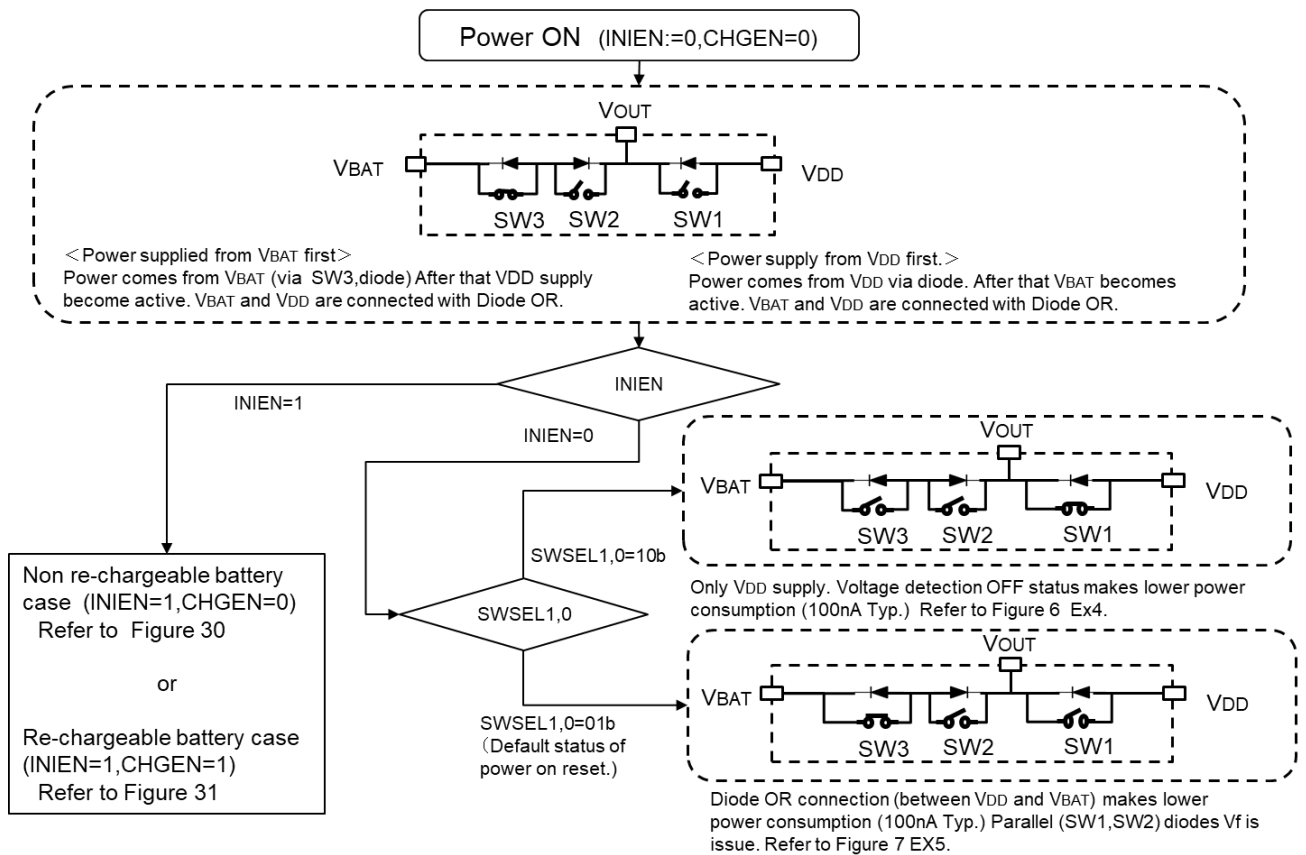 Power ON (INIEN:=0,CHGEN=0)
VOUT
VBAT
VDD
SW3
SW2
SW1
<Power supplied from VBAT first>
Power comes from VBAT (via SW3,diode) After that VDD supply
become active. VBAT and VDD are connected with Diode OR.
<Power supply from VDD first.>
Power comes from VDD via diode. After that VBAT becomes
active. VBAT and VDD are connected with Diode OR.
INIEN
INIEN=1
INIEN=0
VOUT
VBAT
VDD
SW3
SW2
SW1
SWSEL1,0=10b
Only VDD supply. Voltage detection OFF status makes lower power
consumption (100nA Typ.) Refer to Figure 6 Ex4.
Non re-chargeable battery
case (INIEN=1,CHGEN=0)
Refer to Figure 30
or
Re-chargeable battery case
(INIEN=1,CHGEN=1)
Refer to Figure 31
SWSEL1,0
SWSEL1,0=01b
(Default status of
power on reset.)
VOUT
VBAT
VDD
SW3
SW2
SW1
Diode OR connection (between VDD and VBAT) makes lower
power consumption (100nA Typ.) Parallel (SW1,SW2) diodes Vf is
issue. Refer to Figure 7 EX5.